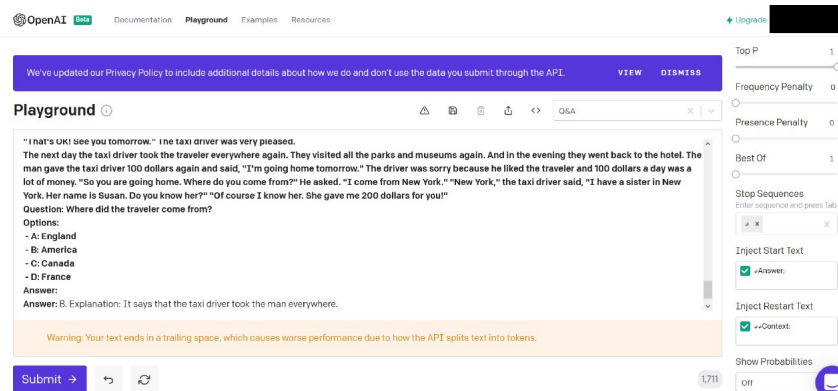 OpenAI Beta Documentation Playground Examples Resources Upgrade
We've updated our Privacy Policy to include additional details about how we do and don't use the data you submit through the API. VIEW DISMISS
Playground
Q&A
"That's OK! See you tomorrow." The taxi driver was very pleased.
The next day the taxi driver took the traveler everywhere again. They visited all the parks and museums again. And in the evening they went back to the hotel. The
man gave the taxi driver 100 dollars again and said, "I'm going home tomorrow." The driver was sorry because he liked the traveler and 100 dollars a day was a
lot of money. "So you are going home. Where do you come from?" He asked. "I come from New York." "New York," the taxi driver said, "I have a sister in New
York. Her name is Susan. Do you know her?" "Of course I know her. She gave me 200 dollars for you!"
Question: Where did the traveler come from?
Options:
- A: England
- B: America
- C: Canada
- D: France
Answer:
Answer: B. Explanation: It says that the taxi driver took the man everywhere.
Warning: Your text ends in a trailing space, which causes worse performance due to how the API splits text into tokens.
Submit
1,711
Top P 1
Frequency Penalty 0
Presence Penalty 0
Best Of 1
Stop Sequences
Enter sequence and press Tab
↲ ×
Inject Start Text
↲Answer:
Inject Restart Text
↲↲Context:
Show Probabilities
Off